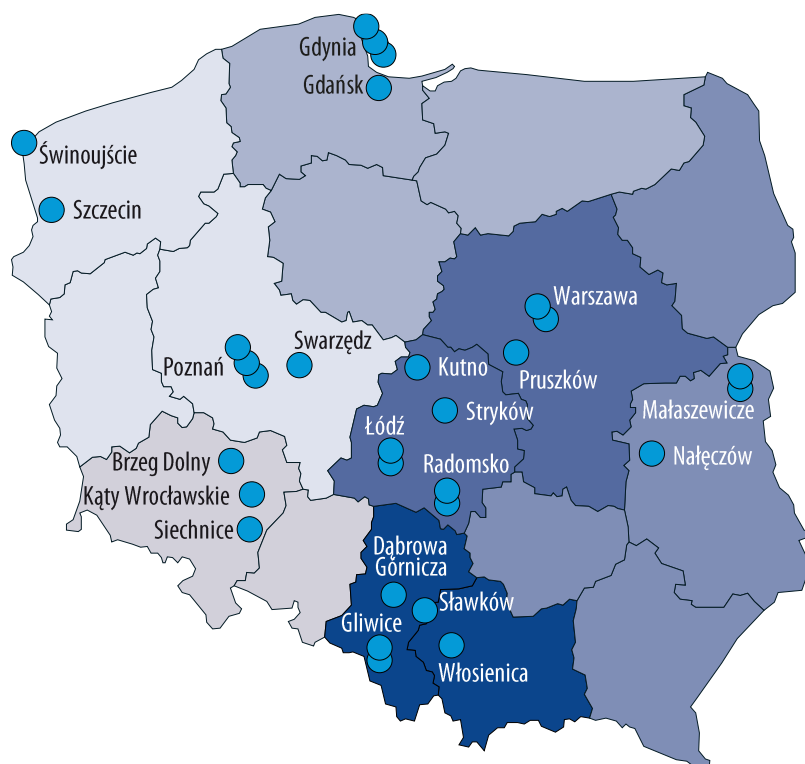 Gdynia
Gdańsk
Świnoujście
Szczecin
Warszawa
Swarzędz
Poznań
Kutno
Pruszków
Małaszewicze
Stryków
Łódź
Nałęczów
Brzeg Dolny
Radomsko
Kąty Wrocławskie
Siechnice
Dąbrowa
Górnicza
Sławków
Gliwice
Włosienica